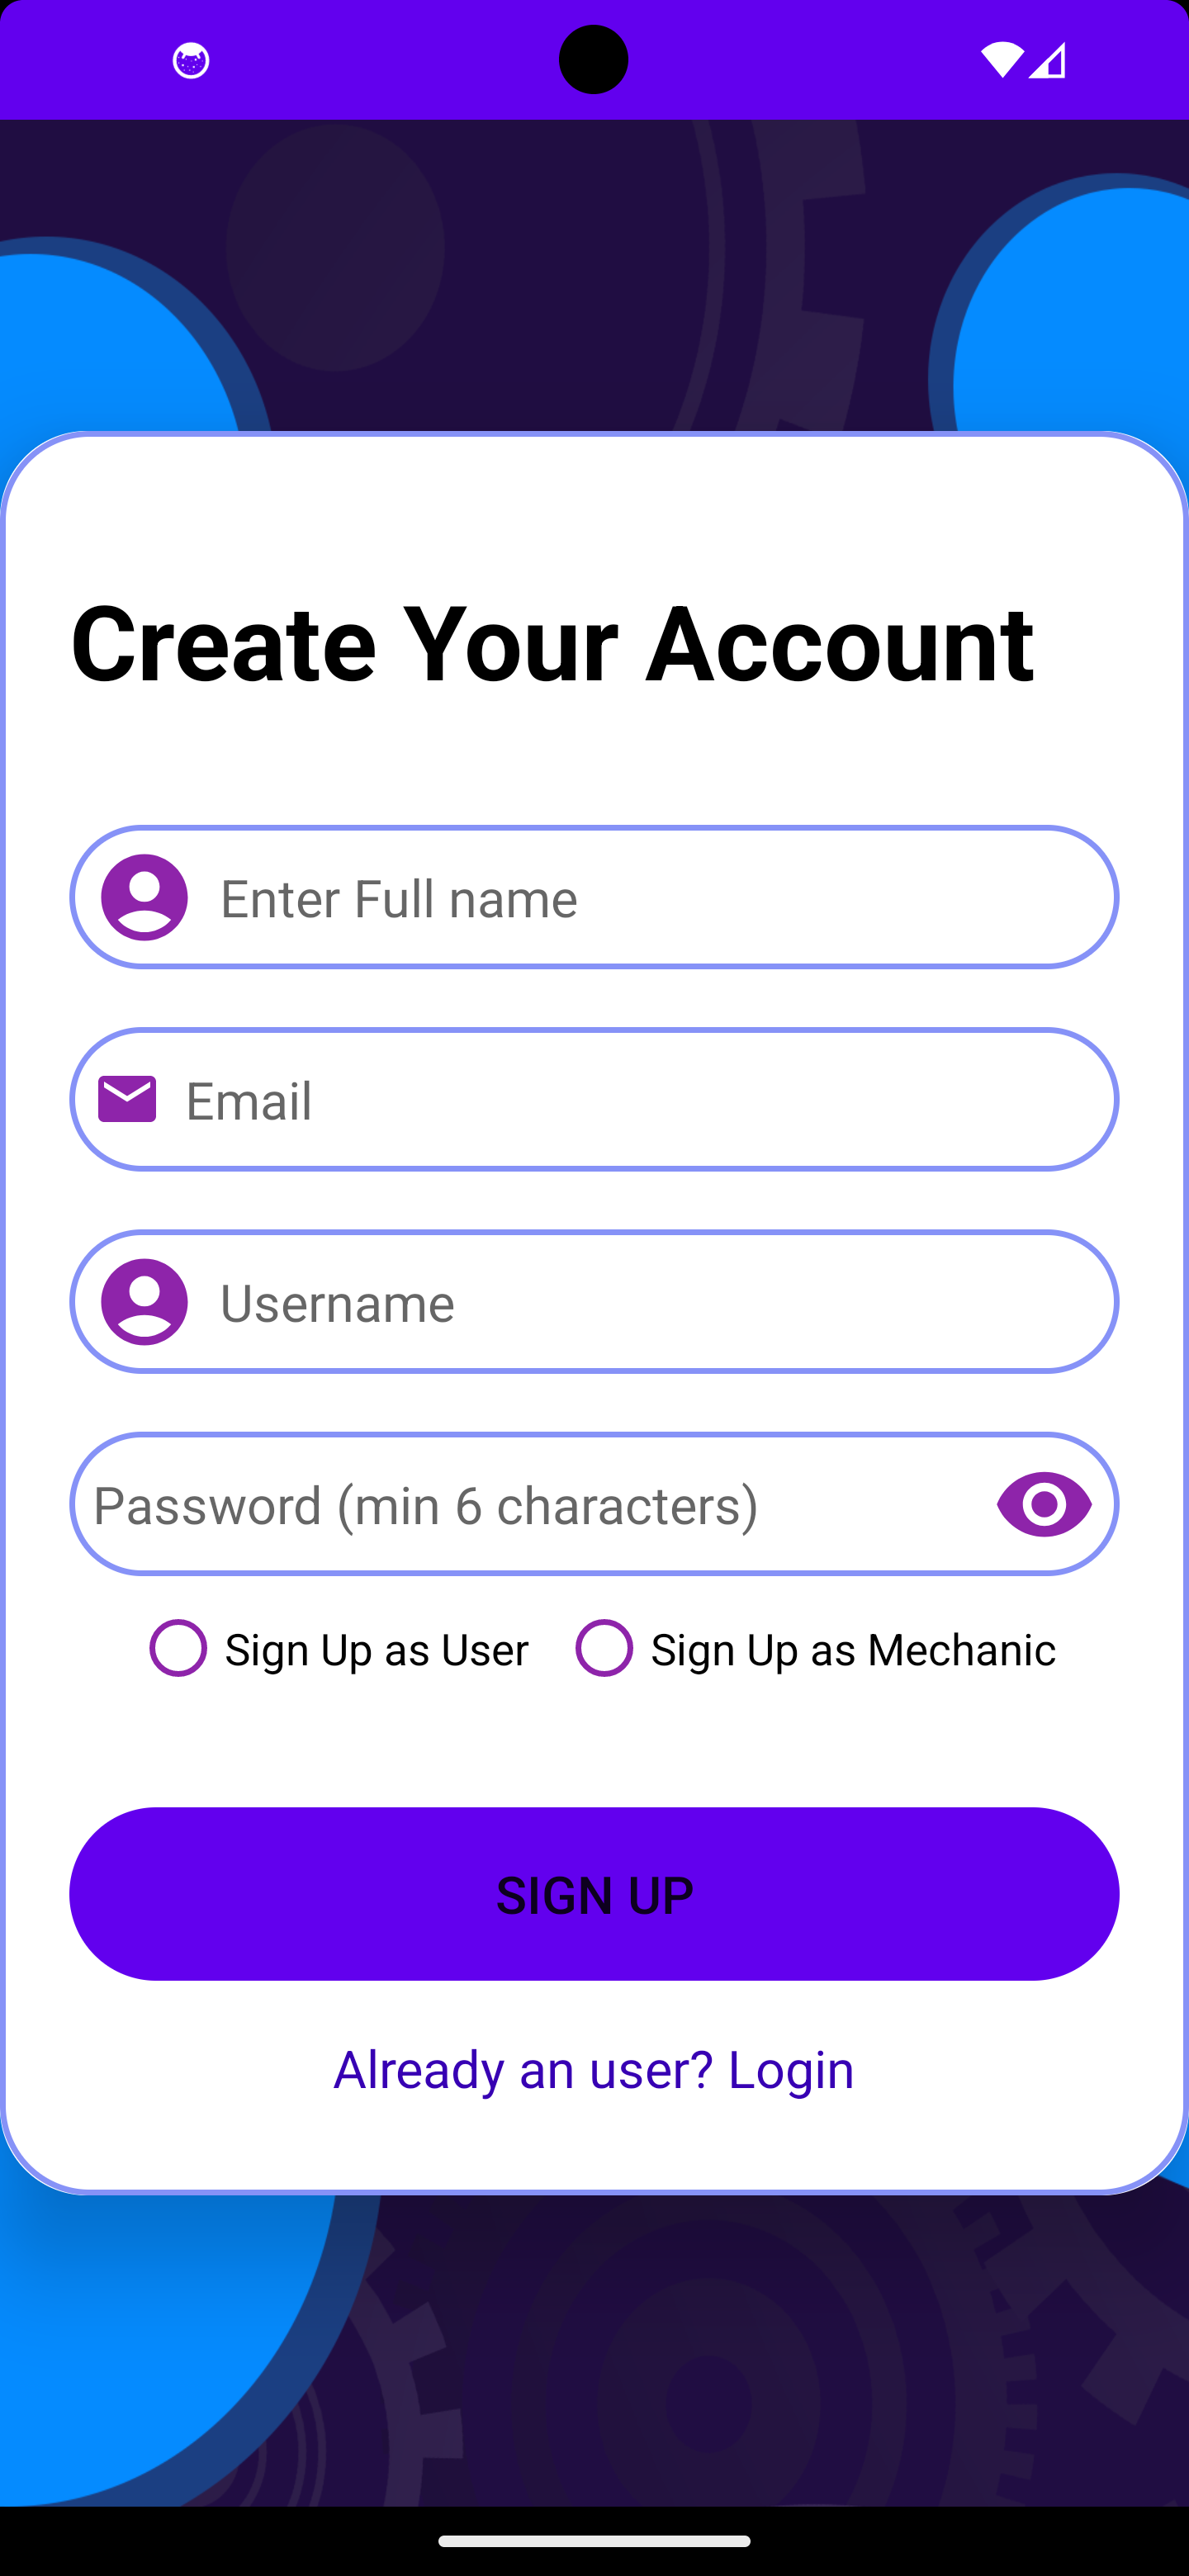 Create Your Account
Enter Full name
Email
Username
Password (min 6 characters)
Sign Up as User
Sign Up as Mechanic
SIGN UP
Already an user? Login